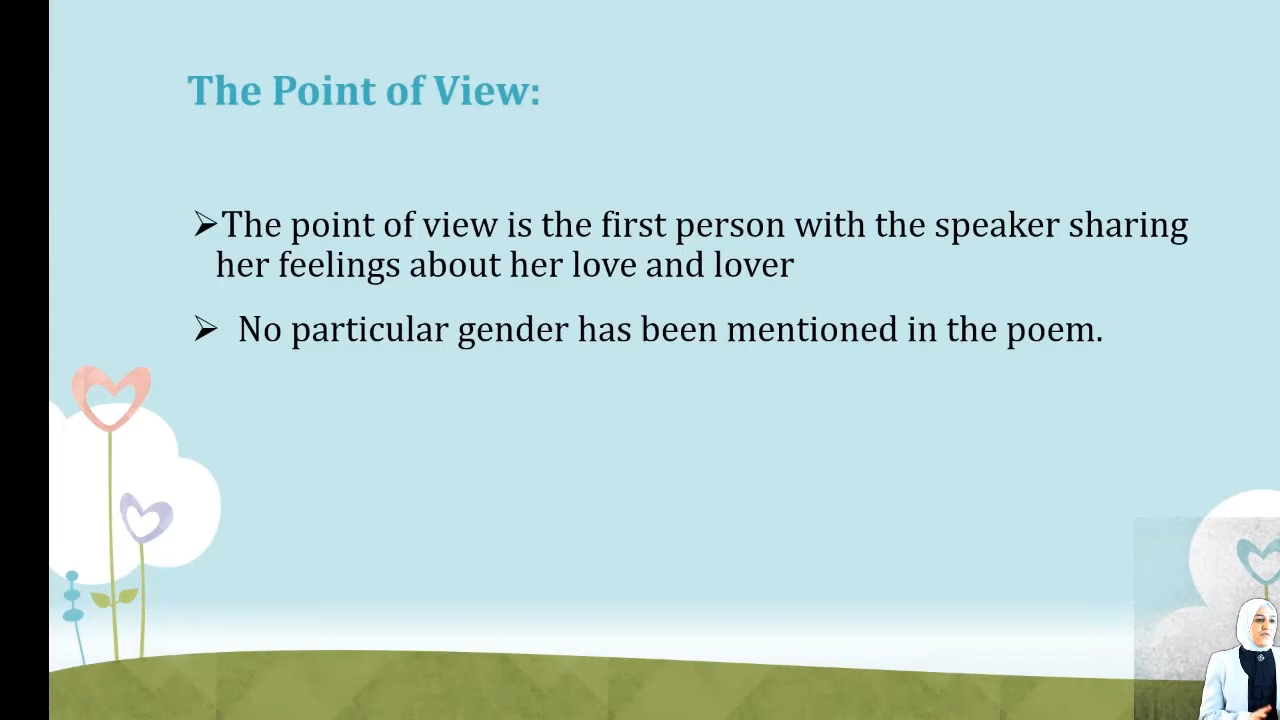 The Point of View:
➢The point of view is the first person with the speaker sharing
her feelings about her love and lover
➢ No particular gender has been mentioned in the poem.